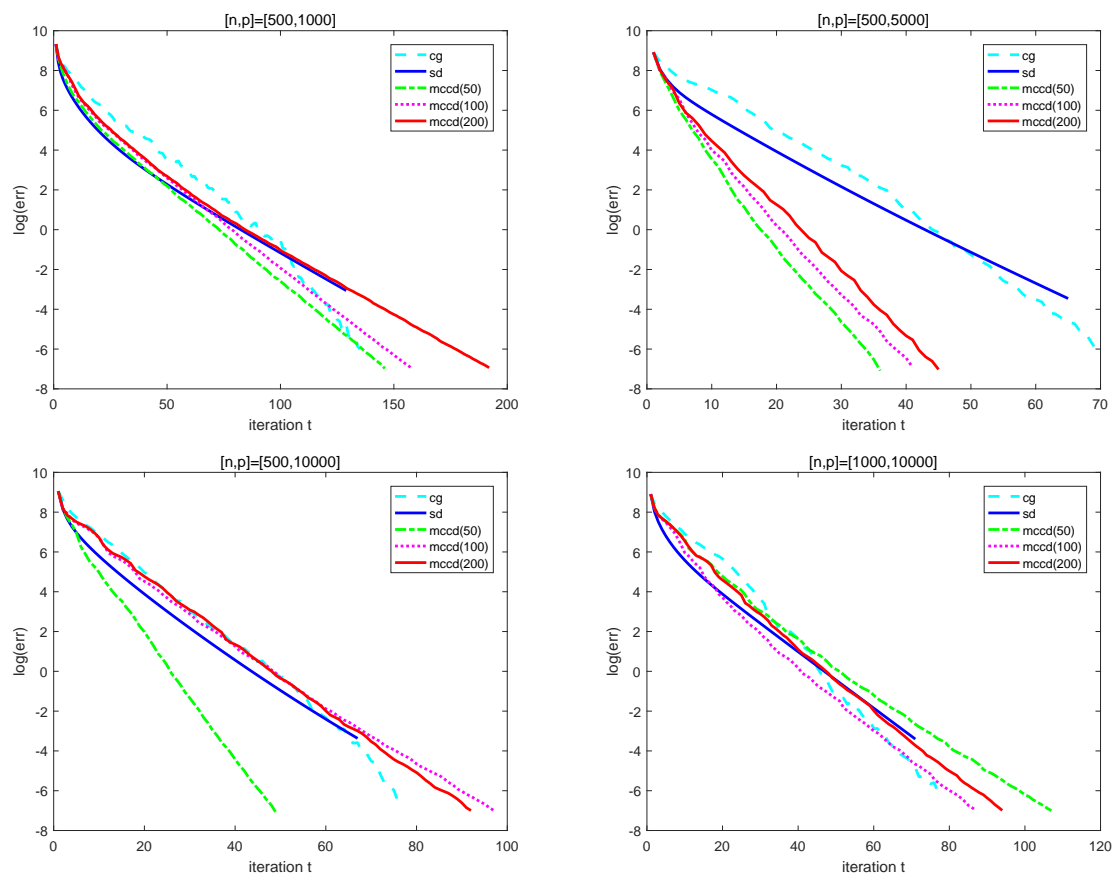 [n,p]=[500,1000]
10
8
6
4
2
0
-2
-4
-6
-8
log(err)
0 50 100 150 200
iteration t
cg
sd
mccd(50)
mccd(100)
mccd(200)
[n,p]=[500,5000]
10
8
6
4
2
0
-2
-4
-6
-8
log(err)
0 10 20 30 40 50 60 70
iteration t
cg
sd
mccd(50)
mccd(100)
mccd(200)
[n,p]=[500,10000]
10
8
6
4
2
0
-2
-4
-6
-8
log(err)
0 20 40 60 80 100
iteration t
cg
sd
mccd(50)
mccd(100)
mccd(200)
[n,p]=[1000,10000]
10
8
6
4
2
0
-2
-4
-6
-8
log(err)
0 20 40 60 80 100 120
iteration t
cg
sd
mccd(50)
mccd(100)
mccd(200)